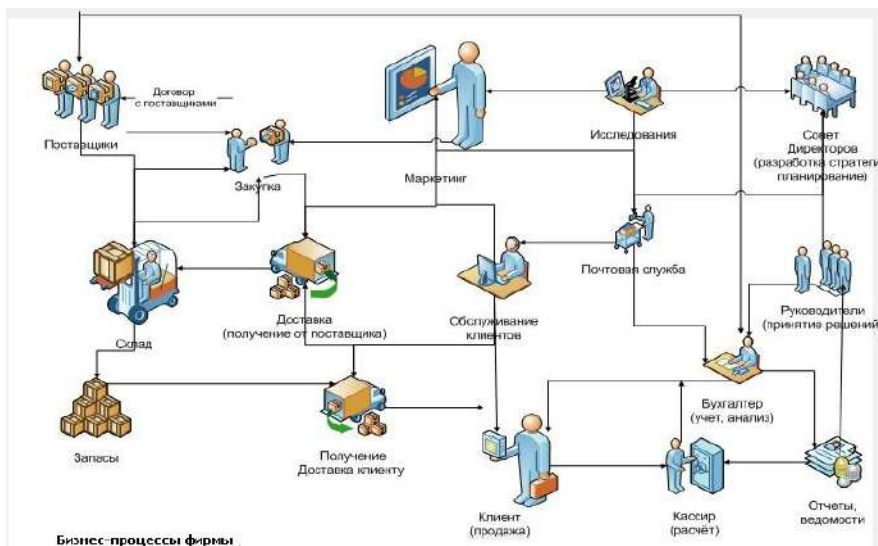 Договор
с поставщиками
Поставщики
Закупка
Маркетинг
Исследования
Совет
Директоров
(разработка стратеги
планирование)
Почтовая служба
Склад
Доставка
(получение от поставщика)
Обслуживание
клиентов
Руководители
(принятие решений)
Бухгалтер
(учет, анализ)
Запасы
Получение
Доставка клиенту
Клиент
(продажа)
Кассир
(расчёт)
Отчеты,
ведомости
Бизнес-процессы фирмы